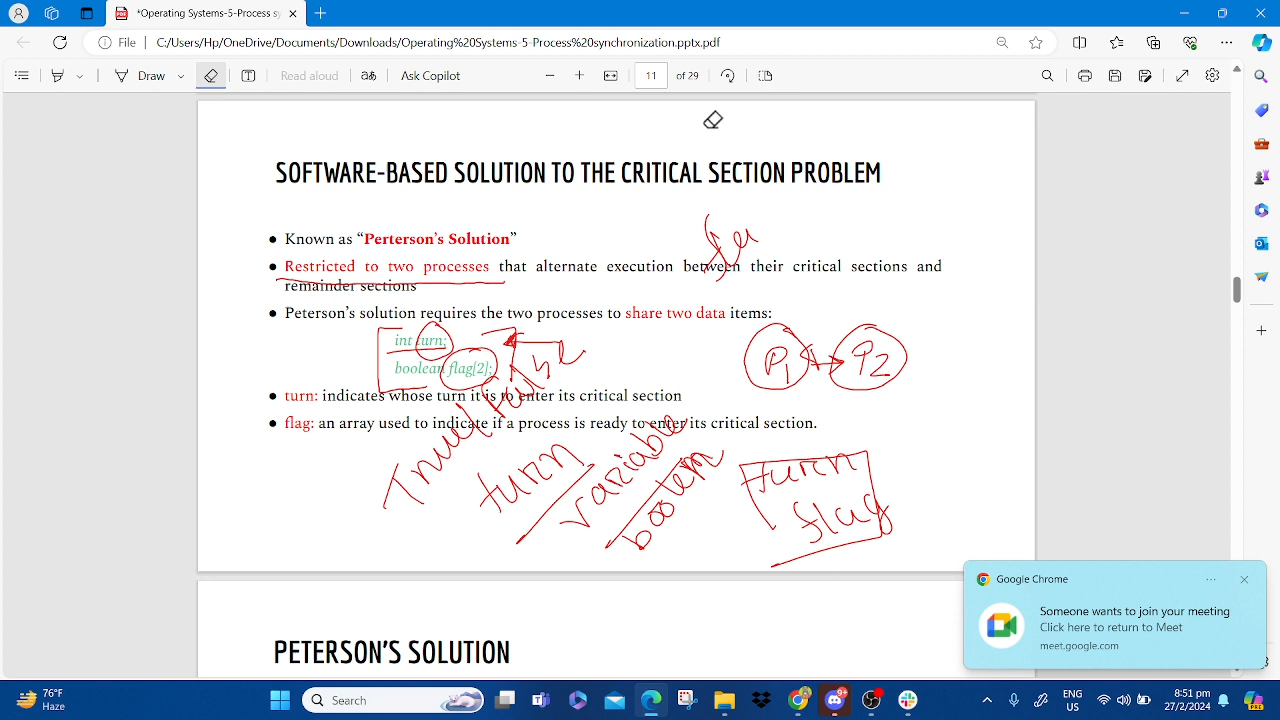 *Operating Systems-5-Process sy
File C:/Users/Hp/OneDrive/Documents/Downloads/Operating%20Systems-5-Process%20synchronization.pptx.pdf
Draw Read aloud Ask Copilot 11 of 29
SOFTWARE-BASED SOLUTION TO THE CRITICAL SECTION PROBLEM
● Known as “Perterson’s Solution”
● Restricted to two processes that alternate execution between their critical sections and
remainder sections
● Peterson’s solution requires the two processes to share two data items:
int turn;
boolean flag[2];
P1 P2
● turn: indicates whose turn it is to enter its critical section
● flag: an array used to indicate if a process is ready to enter its critical section.
True/False
turn
variable
turn
flag
PETERSON’S SOLUTION
Google Chrome
Someone wants to join your meeting
Click here to return to Meet
meet.google.com
76°F
Haze
Search
9+
ENG
US
8:51 pm
27/2/2024